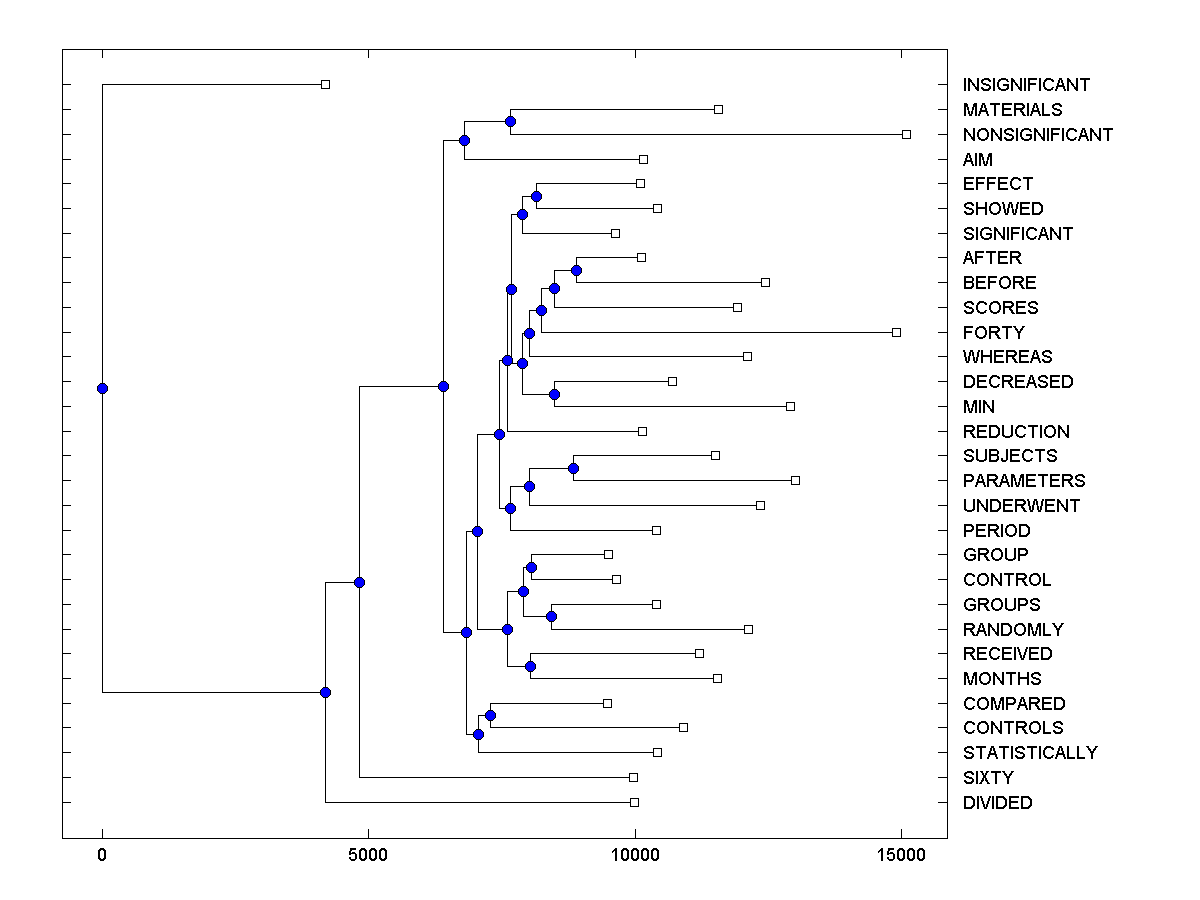 INSIGNIFICANT
MATERIALS
NONSIGNIFICANT
AIM
EFFECT
SHOWED
SIGNIFICANT
AFTER
BEFORE
SCORES
FORTY
WHEREAS
DECREASED
MIN
REDUCTION
SUBJECTS
PARAMETERS
UNDERWENT
PERIOD
GROUP
CONTROL
GROUPS
RANDOMLY
RECEIVED
MONTHS
COMPARED
CONTROLS
STATISTICALLY
SIXTY
DIVIDED
0 5000 10000 15000